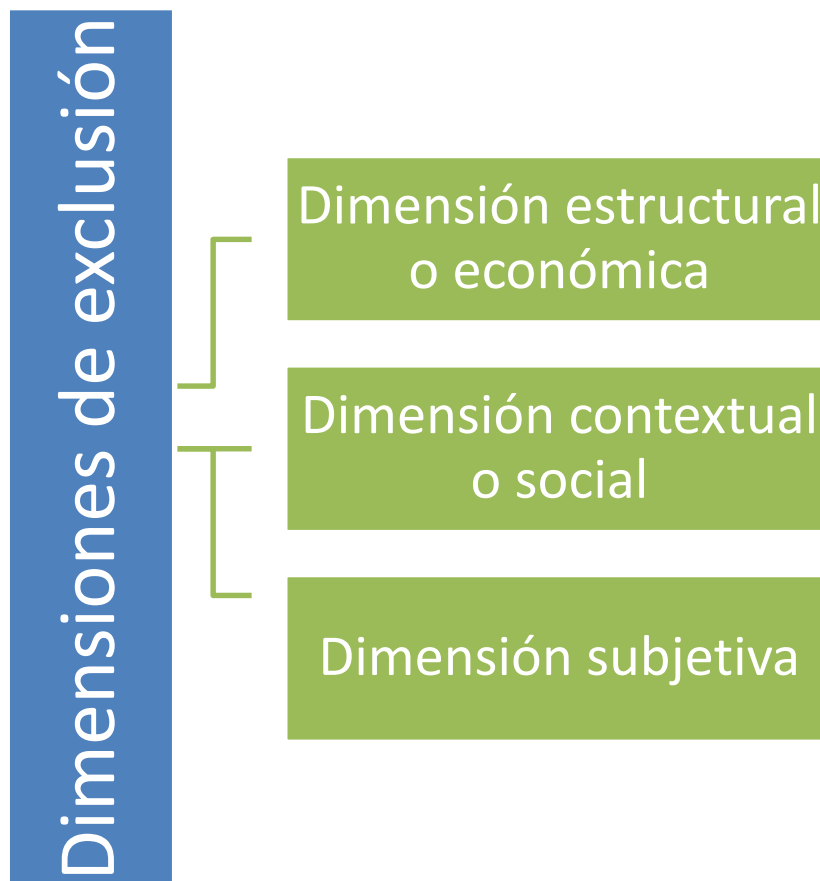 Dimensiones de exclusión
Dimensión estructural
o económica
Dimensión contextual
o social
Dimensión subjetiva